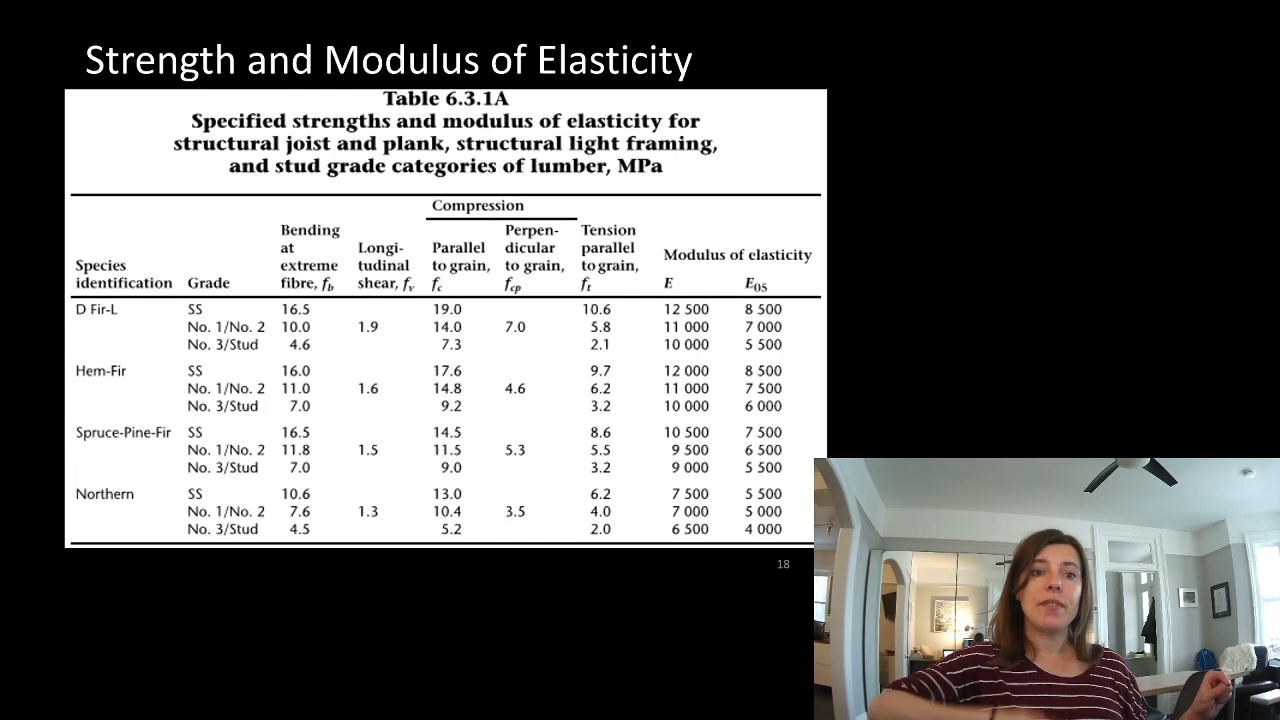 Strength and Modulus of Elasticity
Table 6.3.1A
Specified strengths and modulus of elasticity for
structural joist and plank, structural light framing,
and stud grade categories of lumber, MPa
Compression
Species identification Grade Bending at extreme fibre, fb Longi-tudinal shear, fv Parallel to grain, fc Perpen-dicular to grain, fcp Tension parallel to grain, ft Modulus of elasticity E E05
D Fir-L SS 16.5 19.0 10.6 12 500 8 500
No. 1/No. 2 10.0 1.9 14.0 7.0 5.8 11 000 7 000
No. 3/Stud 4.6 7.3 2.1 10 000 5 500
Hem-Fir SS 16.0 17.6 9.7 12 000 8 500
No. 1/No. 2 11.0 1.6 14.8 4.6 6.2 11 000 7 500
No. 3/Stud 7.0 9.2 3.2 10 000 6 000
Spruce-Pine-Fir SS 16.5 14.5 8.6 10 500 7 500
No. 1/No. 2 11.8 1.5 11.5 5.3 5.5 9 500 6 500
No. 3/Stud 7.0 9.0 3.2 9 000 5 500
Northern SS 10.6 13.0 6.2 7 500 5 500
No. 1/No. 2 7.6 1.3 10.4 3.5 4.0 7 000 5 000
No. 3/Stud 4.5 5.2 2.0 6 500 4 000
18